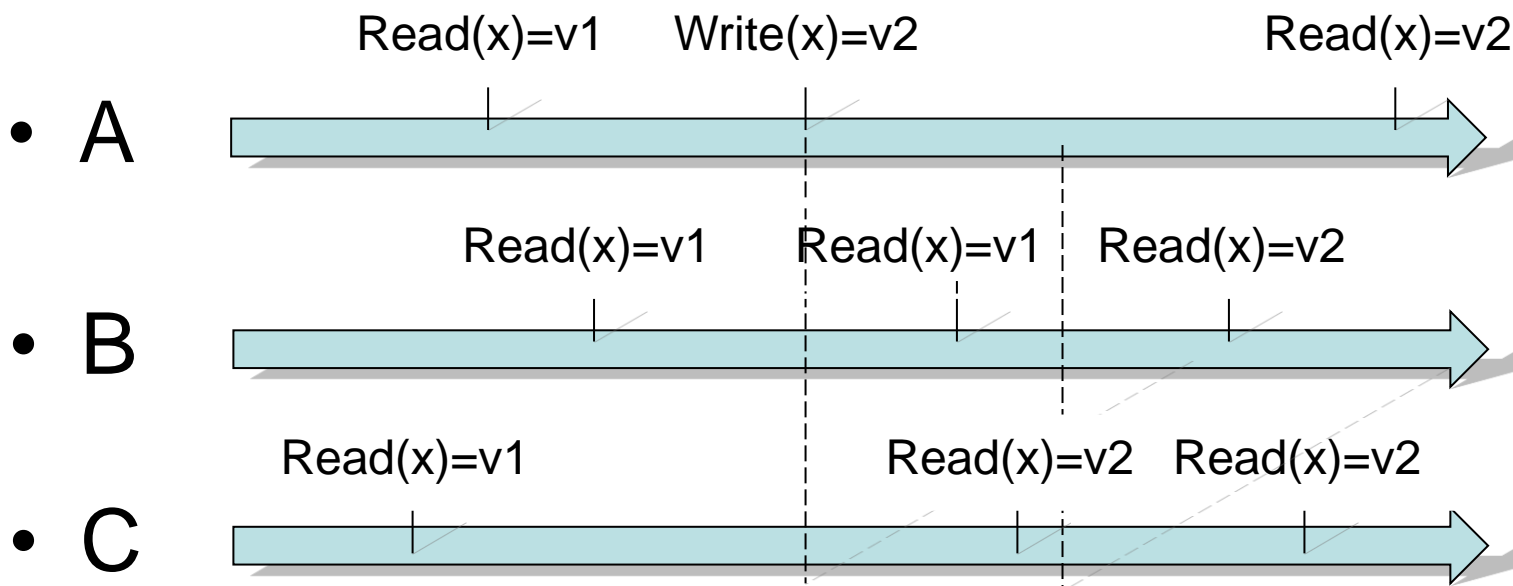 Read(x)=v1 Write(x)=v2 Read(x)=v2
• A
Read(x)=v1 Read(x)=v1 Read(x)=v2
• B
Read(x)=v1 Read(x)=v2 Read(x)=v2
• C